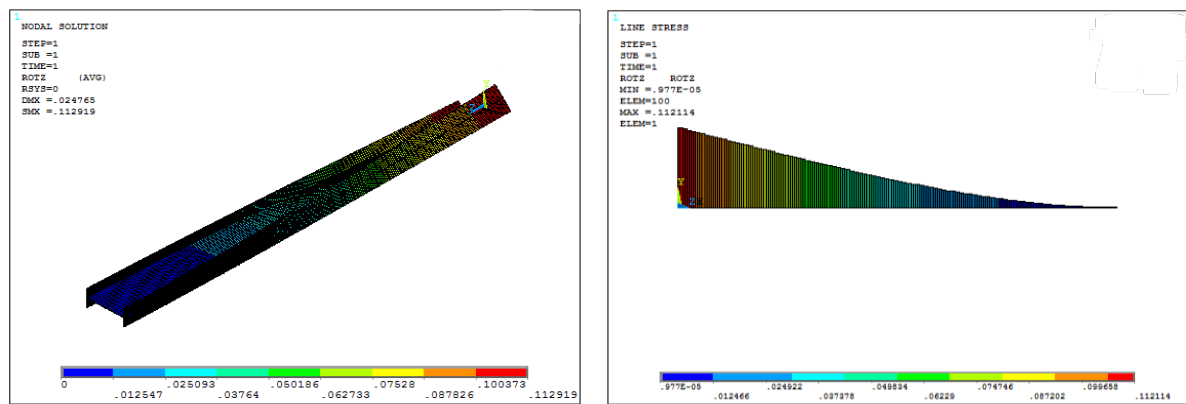 1
NODAL SOLUTION
STEP=1
SUB =1
TIME=1
ROTZ (AVG)
RSYS=0
DMX =.024765
SMX =.112919
Y
Z
0 .025093 .050186 .07528 .100373
.012547 .03764 .062733 .087826 .112919
1
LINE STRESS
STEP=1
SUB =1
TIME=1
ROTZ ROTZ
MIN =.977E-05
ELEM=100
MAX =.112114
ELEM=1
Y
Z
.977E-05 .024922 .049834 .074746 .099658
.012466 .037378 .06229 .087202 .112114